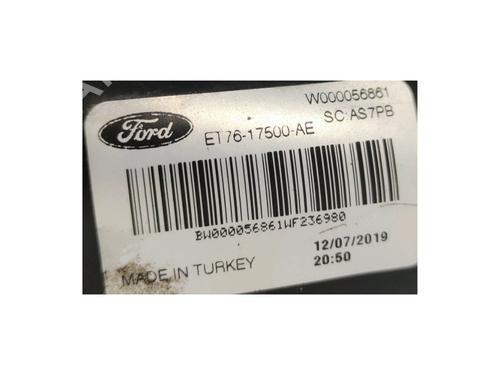 W000056861
Ford
ET76-17500-AE
SC:AS7PB
BW000056861WF236980
MADE IN TURKEY
12/07/2019
20:50